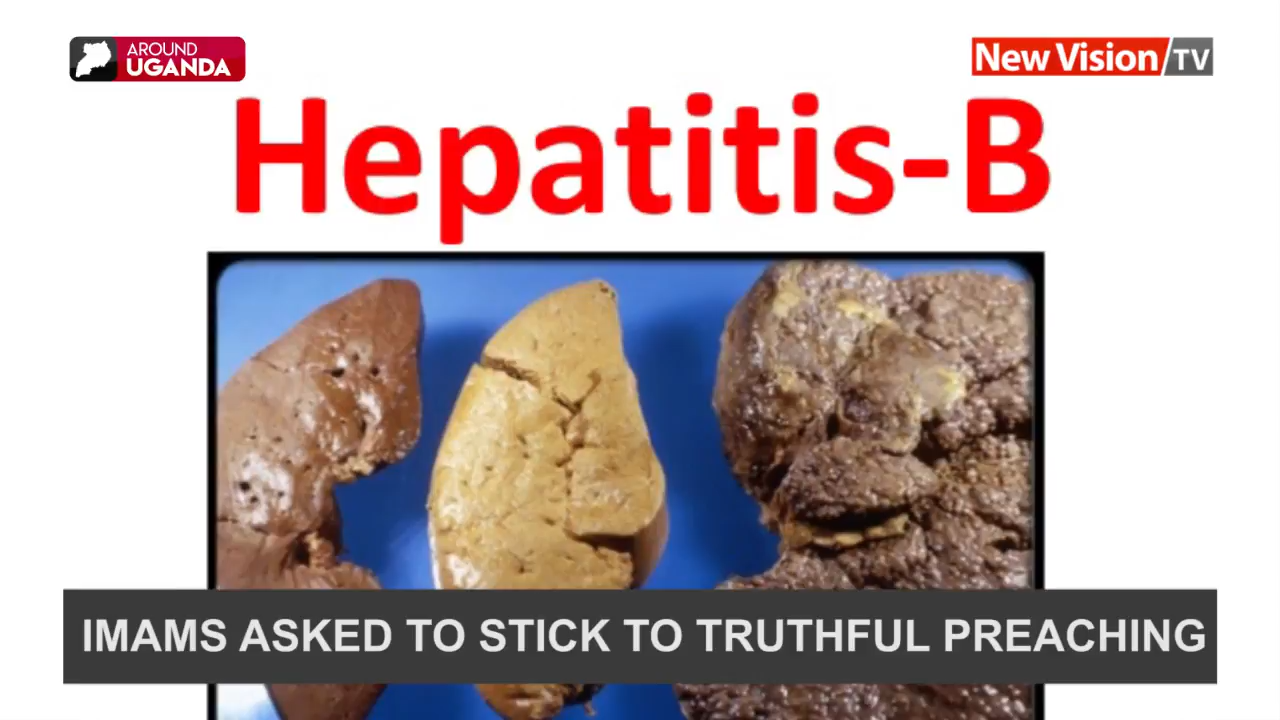 AROUND
UGANDA
New Vision/TV
Hepatitis-B
IMAMS ASKED TO STICK TO TRUTHFUL PREACHING